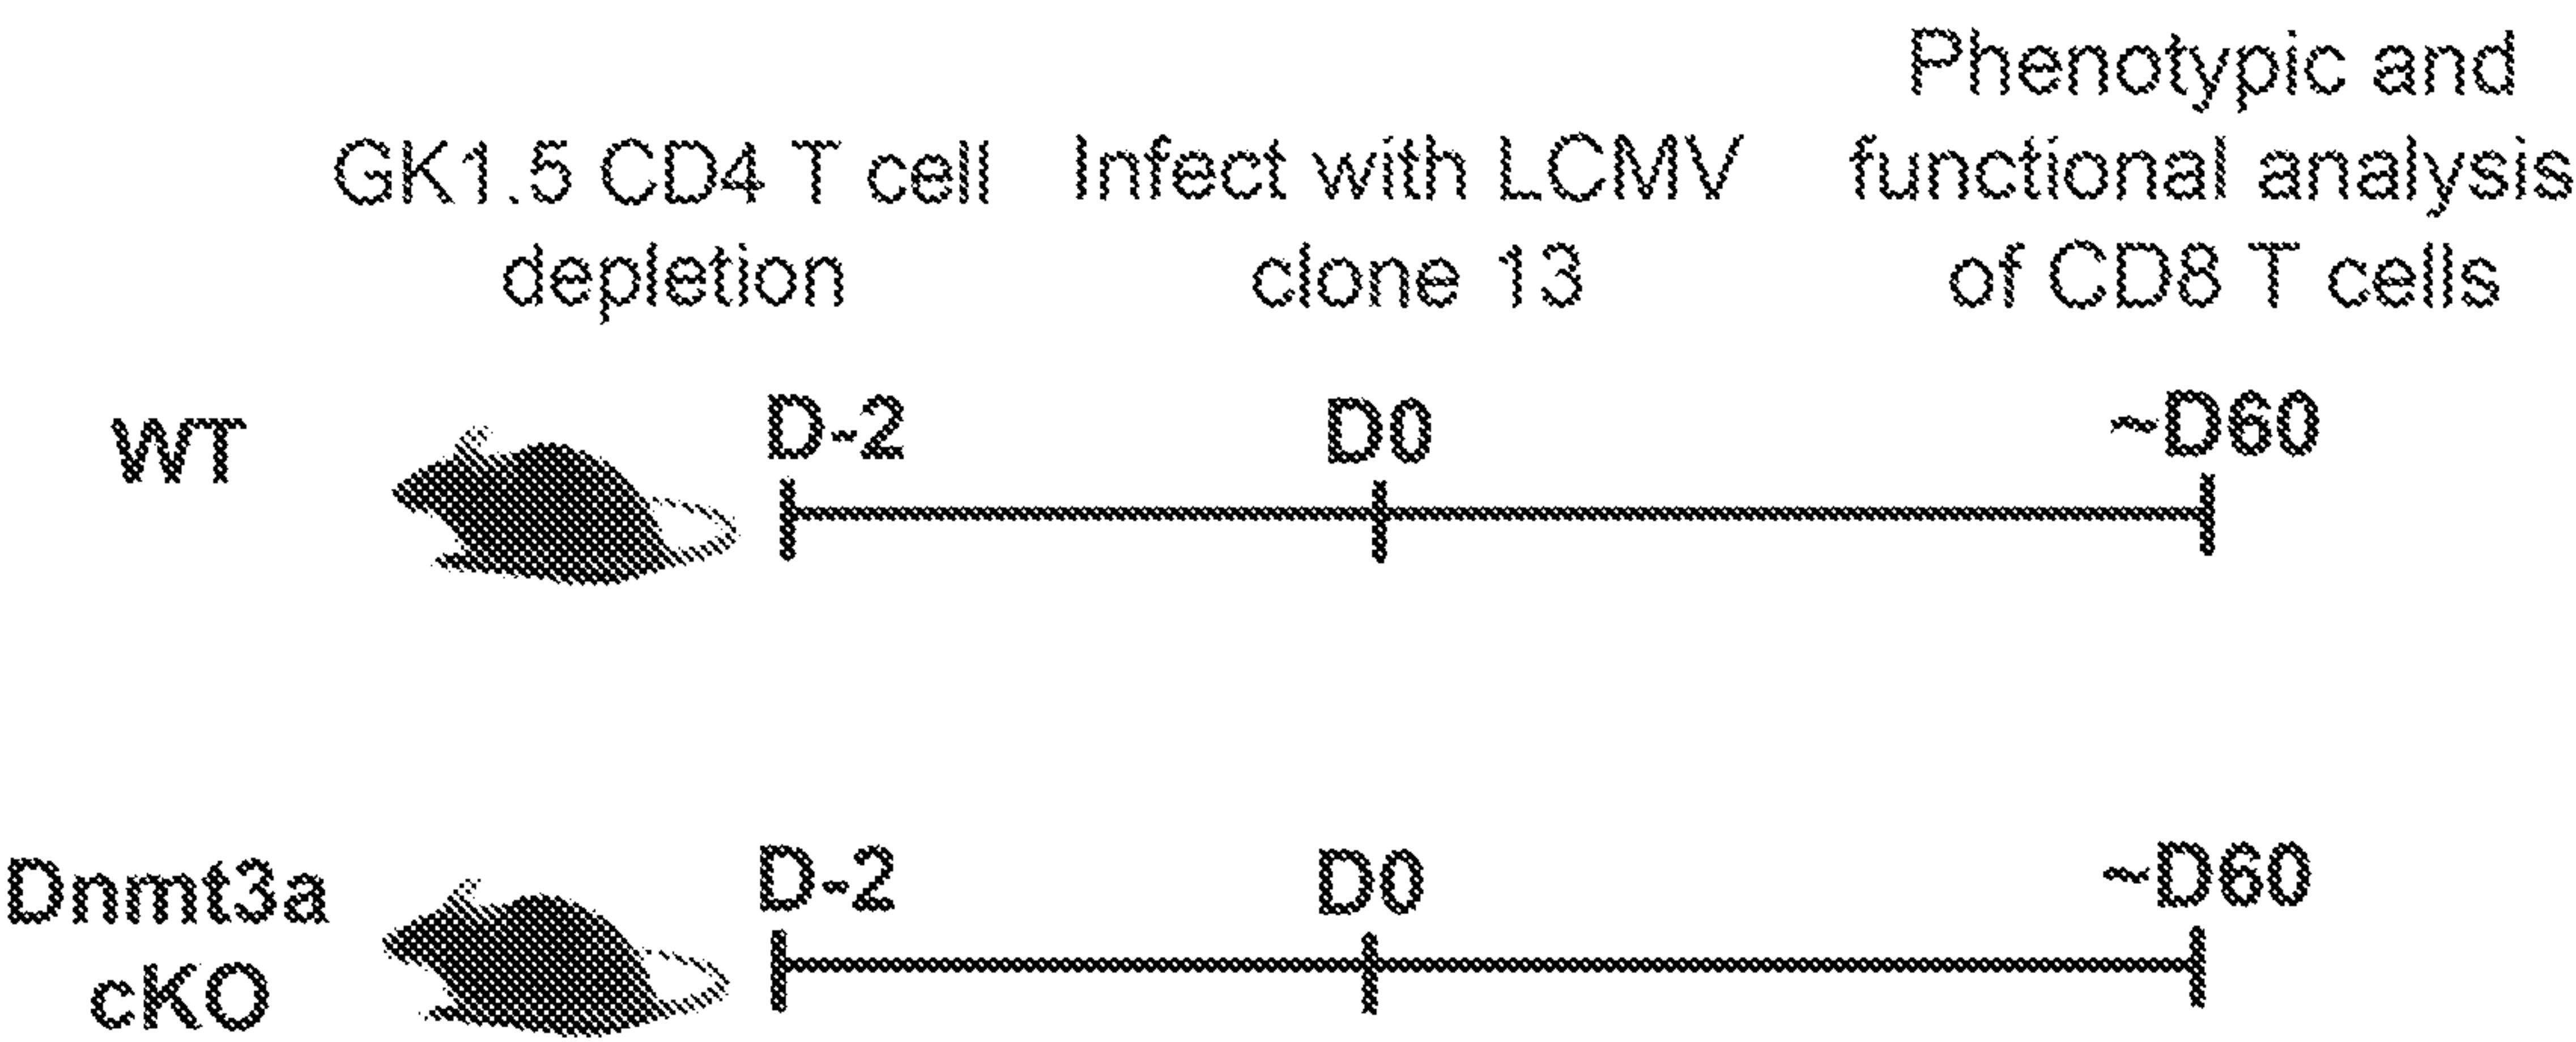 GK1.5 CD4 T cell
depletion
Infect with LCMV
clone 13
Phenotypic and
functional analysis
of CD8 T cells
WT
D-2
D0
~D60
Dnmt3a
cKO
D-2
D0
~D60